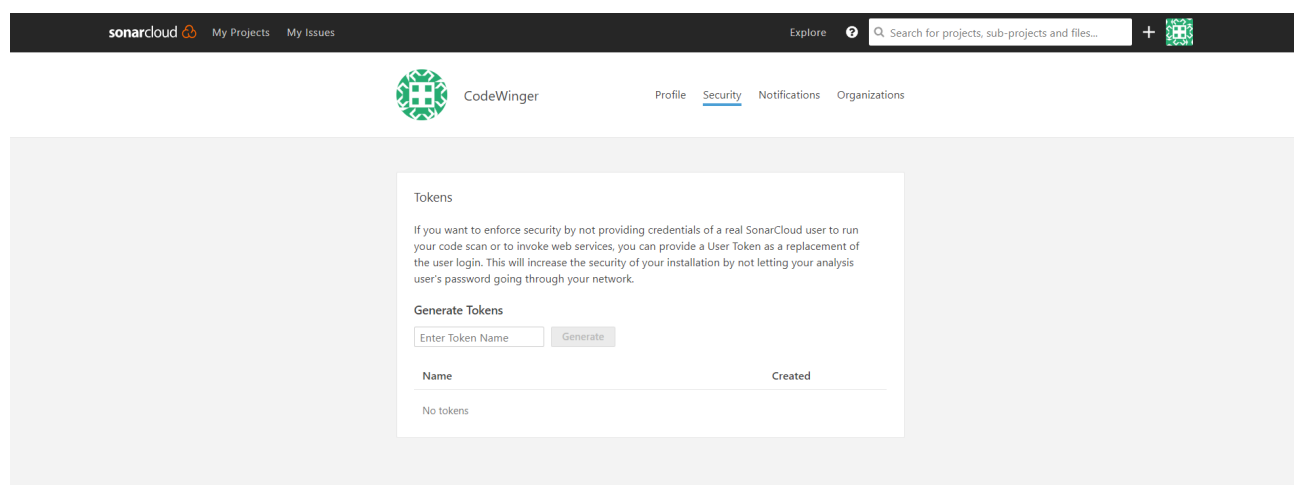 sonarcloud My Projects My Issues Explore ? Search for projects, sub-projects and files... +
CodeWinger Profile Security Notifications Organizations
Tokens
If you want to enforce security by not providing credentials of a real SonarCloud user to run
your code scan or to invoke web services, you can provide a User Token as a replacement of
the user login. This will increase the security of your installation by not letting your analysis
user's password going through your network.
Generate Tokens
Enter Token Name Generate
Name Created
No tokens